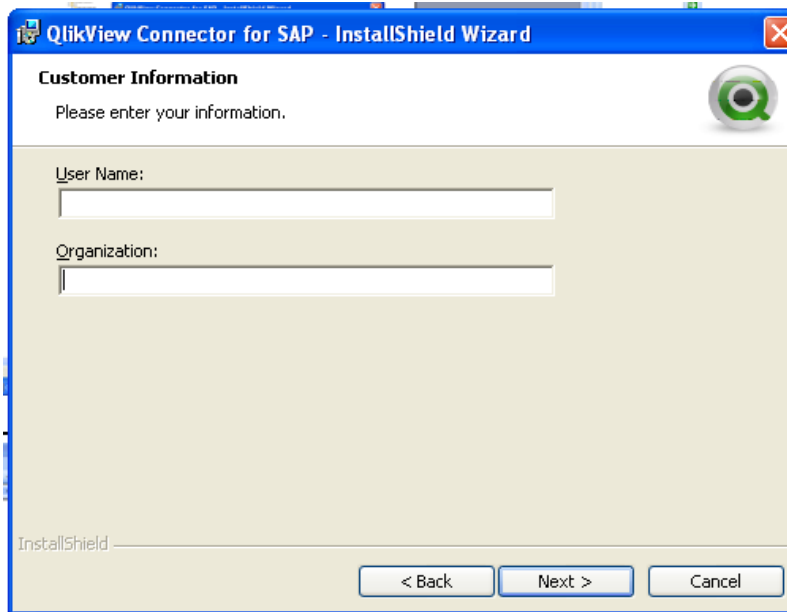 QlikView Connector for SAP - InstallShield Wizard
Customer Information
Please enter your information.
User Name:
Organization:
InstallShield
< Back
Next >
Cancel